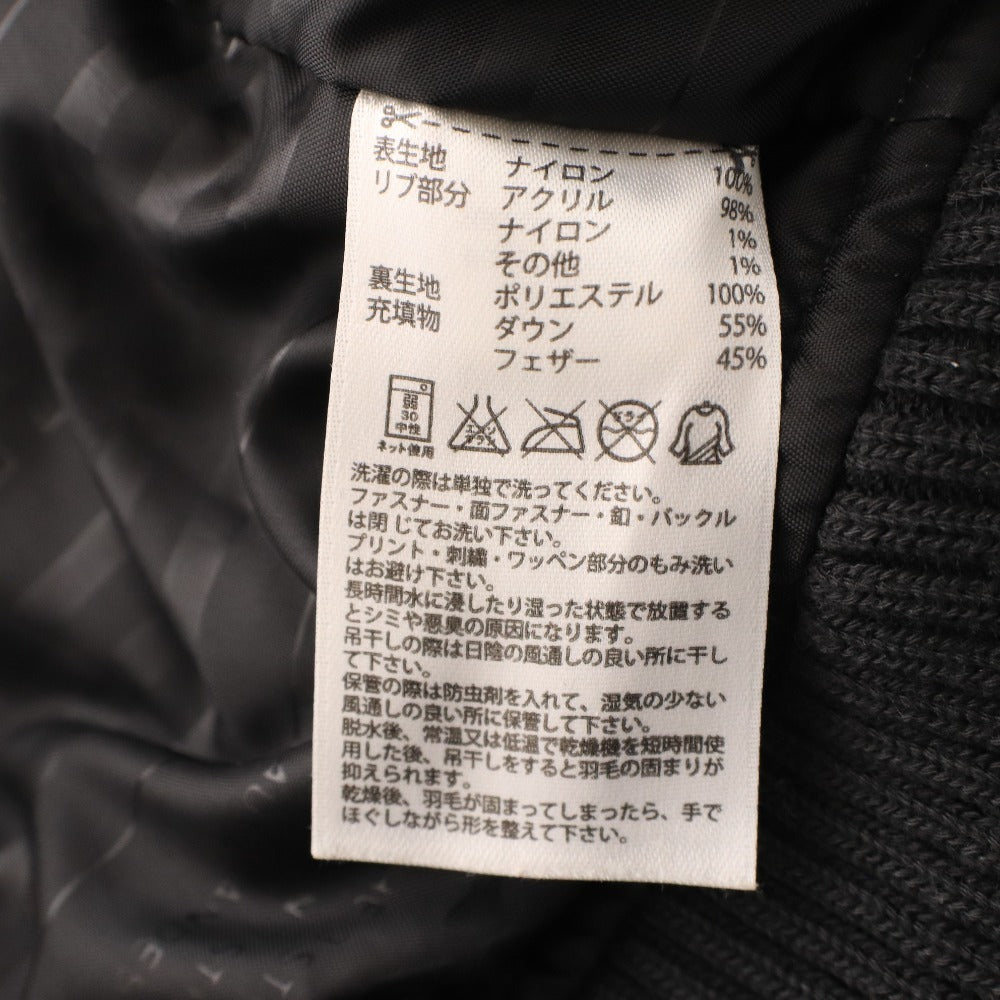 表生地 ナイロン 100%
リブ部分 アクリル 98%
ナイロン 1%
その他 1%
裏生地 ポリエステル 100%
充填物 ダウン 55%
フェザー 45%
弱
30
中性
ネット使用
エンソ
サラシ
ドライ
洗濯の際は単独で洗ってください。
ファスナー・面ファスナー・釦・バックル
は閉じてお洗い下さい。
プリント・刺繍・ワッペン部分のもみ洗い
はお避け下さい。
長時間水に浸したり湿った状態で放置する
とシミや悪臭の原因になります。
吊干しの際は日陰の風通しの良い所に干し
て下さい。
保管の際は防虫剤を入れて、湿気の少ない
風通しの良い所に保管して下さい。
脱水後、常温又は低温で乾燥機を短時間使
用した後、吊干しをすると羽毛の固まりが
抑えられます。
乾燥後、羽毛が固まってしまったら、手で
ほぐしながら形を整えて下さい。